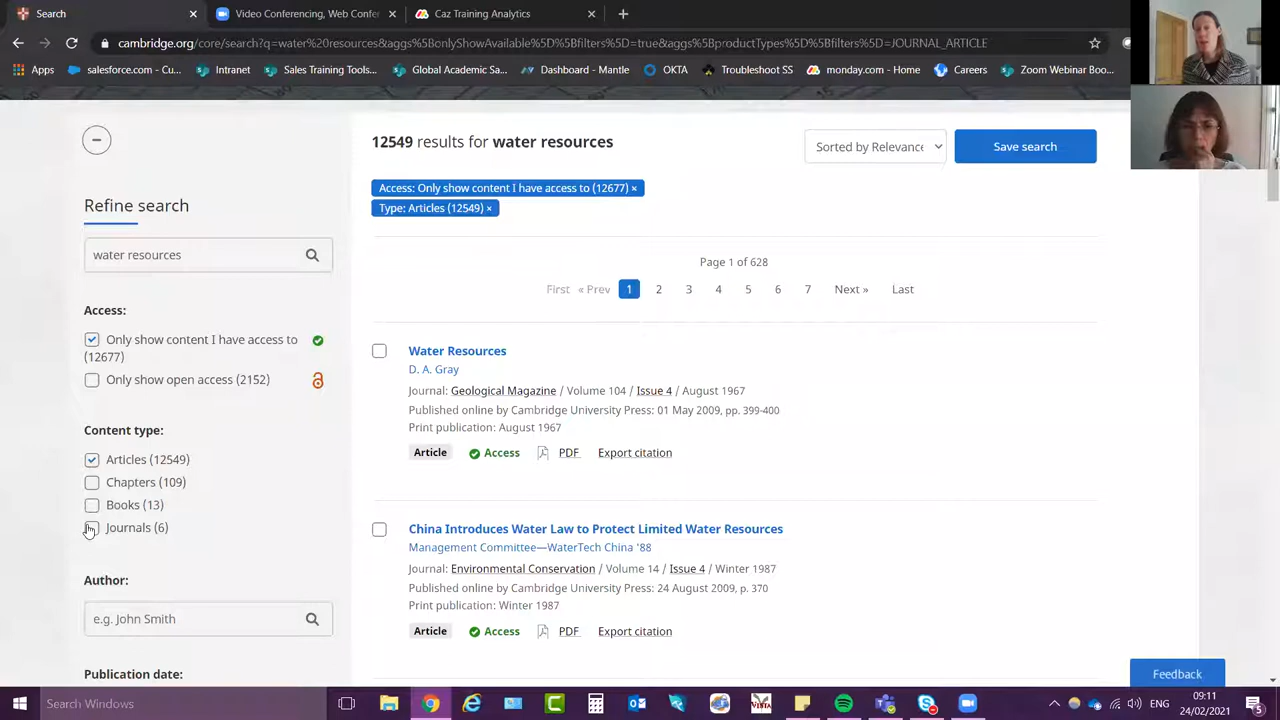 Search
Video Conferencing, Web Confer
Caz Training Analytics
cambridge.org/core/search?q=water%20resources&aggs%5BonlyShowAvailable%5D%5Bfilters%5D=true&aggs%5BproductTypes%5D%5Bfilters%5D=JOURNAL_ARTICLE
Apps
salesforce.com - Cu...
Intranet
Sales Training Tools...
Global Academic Sa...
Dashboard - Mantle
OKTA
Troubleshoot SS
monday.com - Home
Careers
Zoom Webinar Boo...
12549 results for water resources
Sorted by Relevance
Save search
Access: Only show content I have access to (12677) ×
Type: Articles (12549) ×
Refine search
water resources
Access:
Only show content I have access to
(12677)
Only show open access (2152)
Content type:
Articles (12549)
Chapters (109)
Books (13)
Journals (6)
Author:
e.g. John Smith
Publication date:
Page 1 of 628
First « Prev 1 2 3 4 5 6 7 Next » Last
Water Resources
D. A. Gray
Journal: Geological Magazine / Volume 104 / Issue 4 / August 1967
Published online by Cambridge University Press: 01 May 2009, pp. 399-400
Print publication: August 1967
Article Access PDF Export citation
China Introduces Water Law to Protect Limited Water Resources
Management Committee—WaterTech China '88
Journal: Environmental Conservation / Volume 14 / Issue 4 / Winter 1987
Published online by Cambridge University Press: 24 August 2009, p. 370
Print publication: Winter 1987
Article Access PDF Export citation
Feedback
Search Windows
VISTA
ENG
09:11
24/02/2021
5